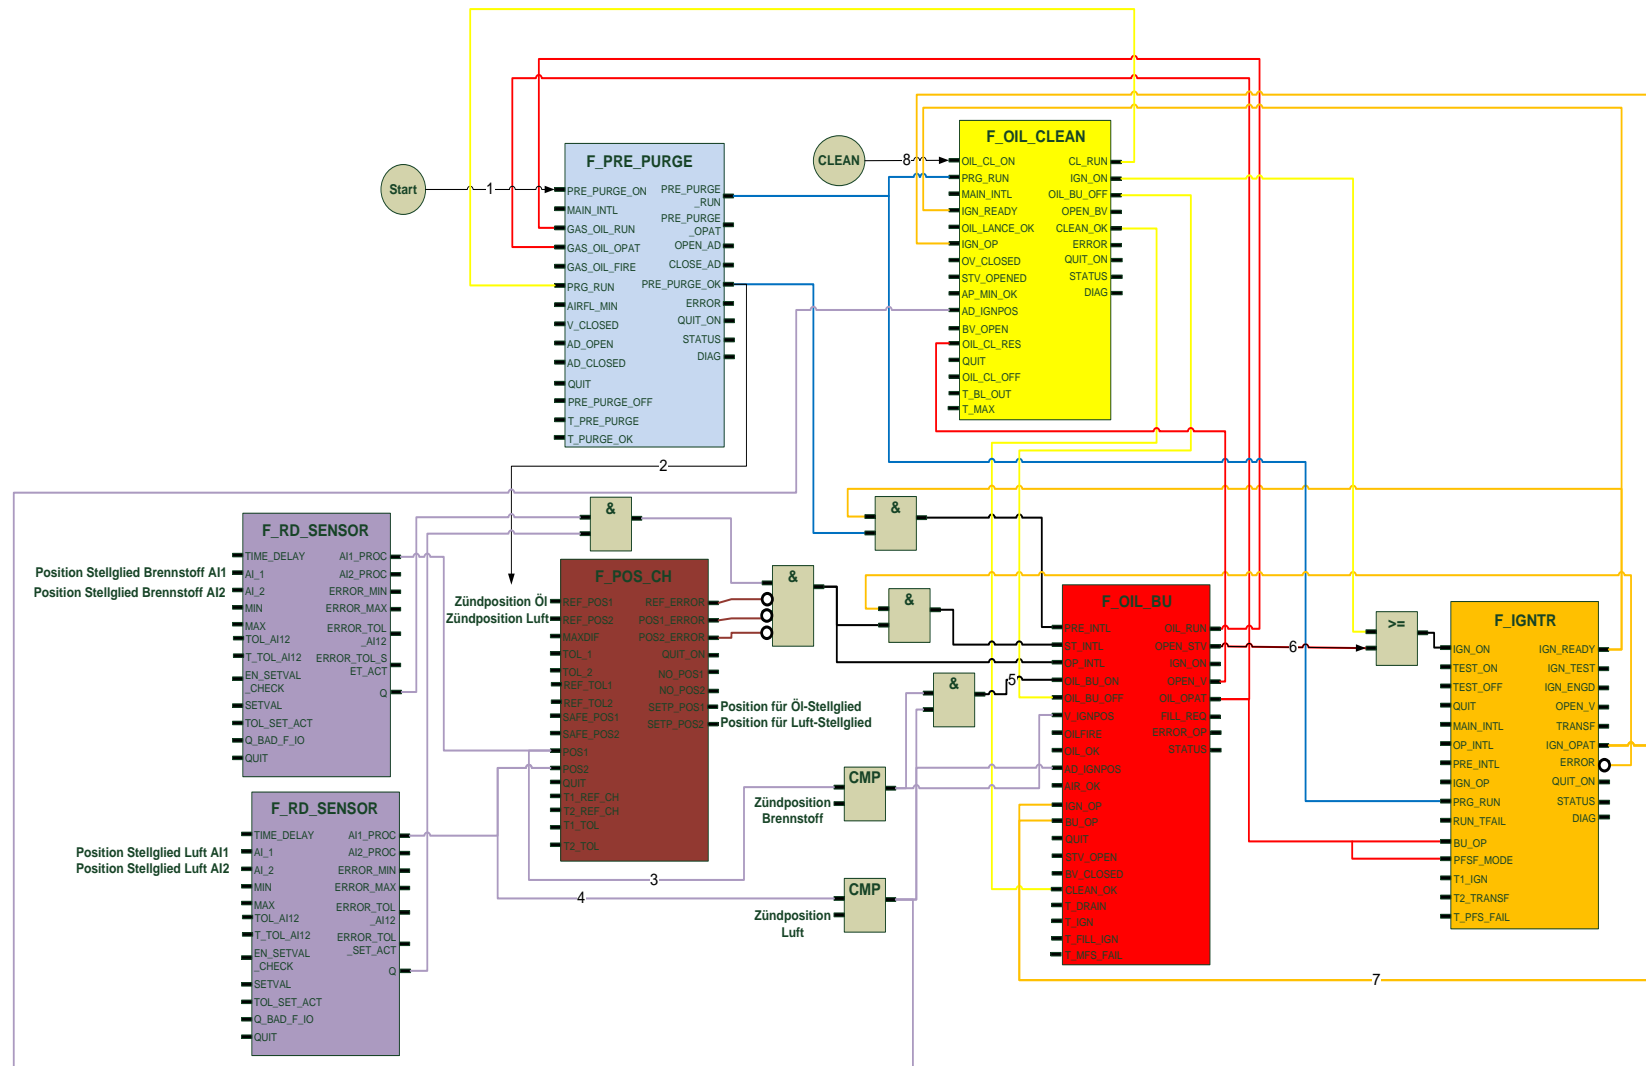 Start
1
F_PRE_PURGE
PRE_PURGE_ON
MAIN_INTL
GAS_OIL_RUN
GAS_OIL_OPAT
GAS_OIL_FIRE
PRG_RUN
AIRFL_MIN
V_CLOSED
AD_OPEN
AD_CLOSED
QUIT
PRE_PURGE_OFF
T_PRE_PURGE
T_PURGE_OK
PRE_PURGE
_RUN
PRE_PURGE
_OPAT
OPEN_AD
CLOSE_AD
PRE_PURGE_OK
ERROR
QUIT_ON
STATUS
DIAG
CLEAN
8
F_OIL_CLEAN
OIL_CL_ON
PRG_RUN
MAIN_INTL
IGN_READY
OIL_LANCE_OK
IGN_OP
OV_CLOSED
STV_OPENED
AP_MIN_OK
AD_IGNPOS
BV_OPEN
OIL_CL_RES
QUIT
OIL_CL_OFF
T_BL_OUT
T_MAX
CL_RUN
IGN_ON
OIL_BU_OFF
OPEN_BV
CLEAN_OK
ERROR
QUIT_ON
STATUS
DIAG
2
Position Stellglied Brennstoff AI1
Position Stellglied Brennstoff AI2
F_RD_SENSOR
TIME_DELAY
AI_1
AI_2
MIN
MAX
TOL_AI12
T_TOL_AI12
EN_SETVAL
_CHECK
SETVAL
TOL_SET_ACT
Q_BAD_F_IO
QUIT
AI1_PROC
AI2_PROC
ERROR_MIN
ERROR_MAX
ERROR_TOL
_AI12
ERROR_TOL_S
ET_ACT
Q
&
&
&
&
&
Zündposition Öl
Zündposition Luft
F_POS_CH
REF_POS1
REF_POS2
MAXDIF
TOL_1
TOL_2
REF_TOL1
REF_TOL2
SAFE_POS1
SAFE_POS2
POS1
POS2
QUIT
T1_REF_CH
T2_REF_CH
T1_TOL
T2_TOL
REF_ERROR
POS1_ERROR
POS2_ERROR
QUIT_ON
NO_POS1
NO_POS2
SETP_POS1
SETP_POS2
Position für Öl-Stellglied
Position für Luft-Stellglied
5
CMP
Zündposition
Brennstoff
3
4
CMP
Zündposition
Luft
F_OIL_BU
PRE_INTL
ST_INTL
OP_INTL
OIL_BU_ON
OIL_BU_OFF
V_IGNPOS
OILFIRE
OIL_OK
AD_IGNPOS
AIR_OK
IGN_OP
BU_OP
QUIT
STV_OPEN
BV_CLOSED
CLEAN_OK
T_DRAIN
T_IGN
T_FILL_IGN
T_MFS_FAIL
OIL_RUN
OPEN_STV
IGN_ON
OPEN_V
OIL_OPAT
FILL_REQ
ERROR_OP
STATUS
6
>=
F_IGNTR
IGN_ON
TEST_ON
TEST_OFF
QUIT
MAIN_INTL
OP_INTL
PRE_INTL
IGN_OP
PRG_RUN
RUN_TFAIL
BU_OP
PFSF_MODE
T1_IGN
T2_TRANSF
T_PFS_FAIL
IGN_READY
IGN_TEST
IGN_ENGD
OPEN_V
TRANSF
IGN_OPAT
ERROR
QUIT_ON
STATUS
DIAG
7
Position Stellglied Luft AI1
Position Stellglied Luft AI2
F_RD_SENSOR
TIME_DELAY
AI_1
AI_2
MIN
MAX
TOL_AI12
T_TOL_AI12
EN_SETVAL
_CHECK
SETVAL
TOL_SET_ACT
Q_BAD_F_IO
QUIT
AI1_PROC
AI2_PROC
ERROR_MIN
ERROR_MAX
ERROR_TOL
_AI12
ERROR_TOL
_SET_ACT
Q